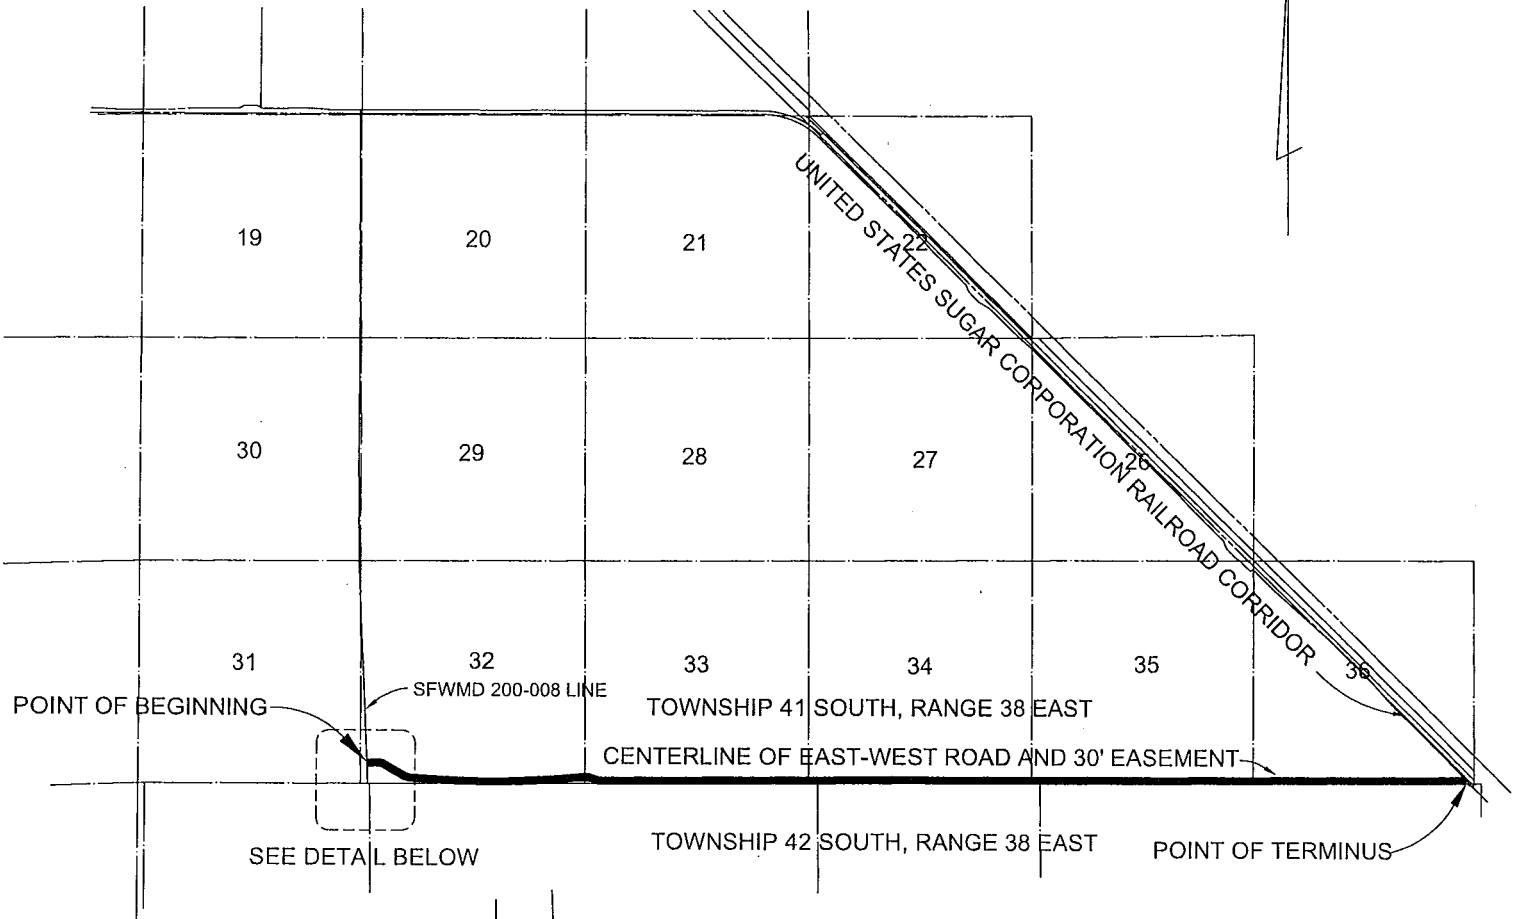 19
20
21
22
UNITED STATES SUGAR CORPORATION RAILROAD CORRIDOR
30
29
28
27
26
31
32
33
34
35
36
SFWMD 200-008 LINE
POINT OF BEGINNING
TOWNSHIP 41 SOUTH, RANGE 38 EAST
CENTERLINE OF EAST-WEST ROAD AND 30' EASEMENT
TOWNSHIP 42 SOUTH, RANGE 38 EAST
POINT OF TERMINUS
SEE DETAIL BELOW